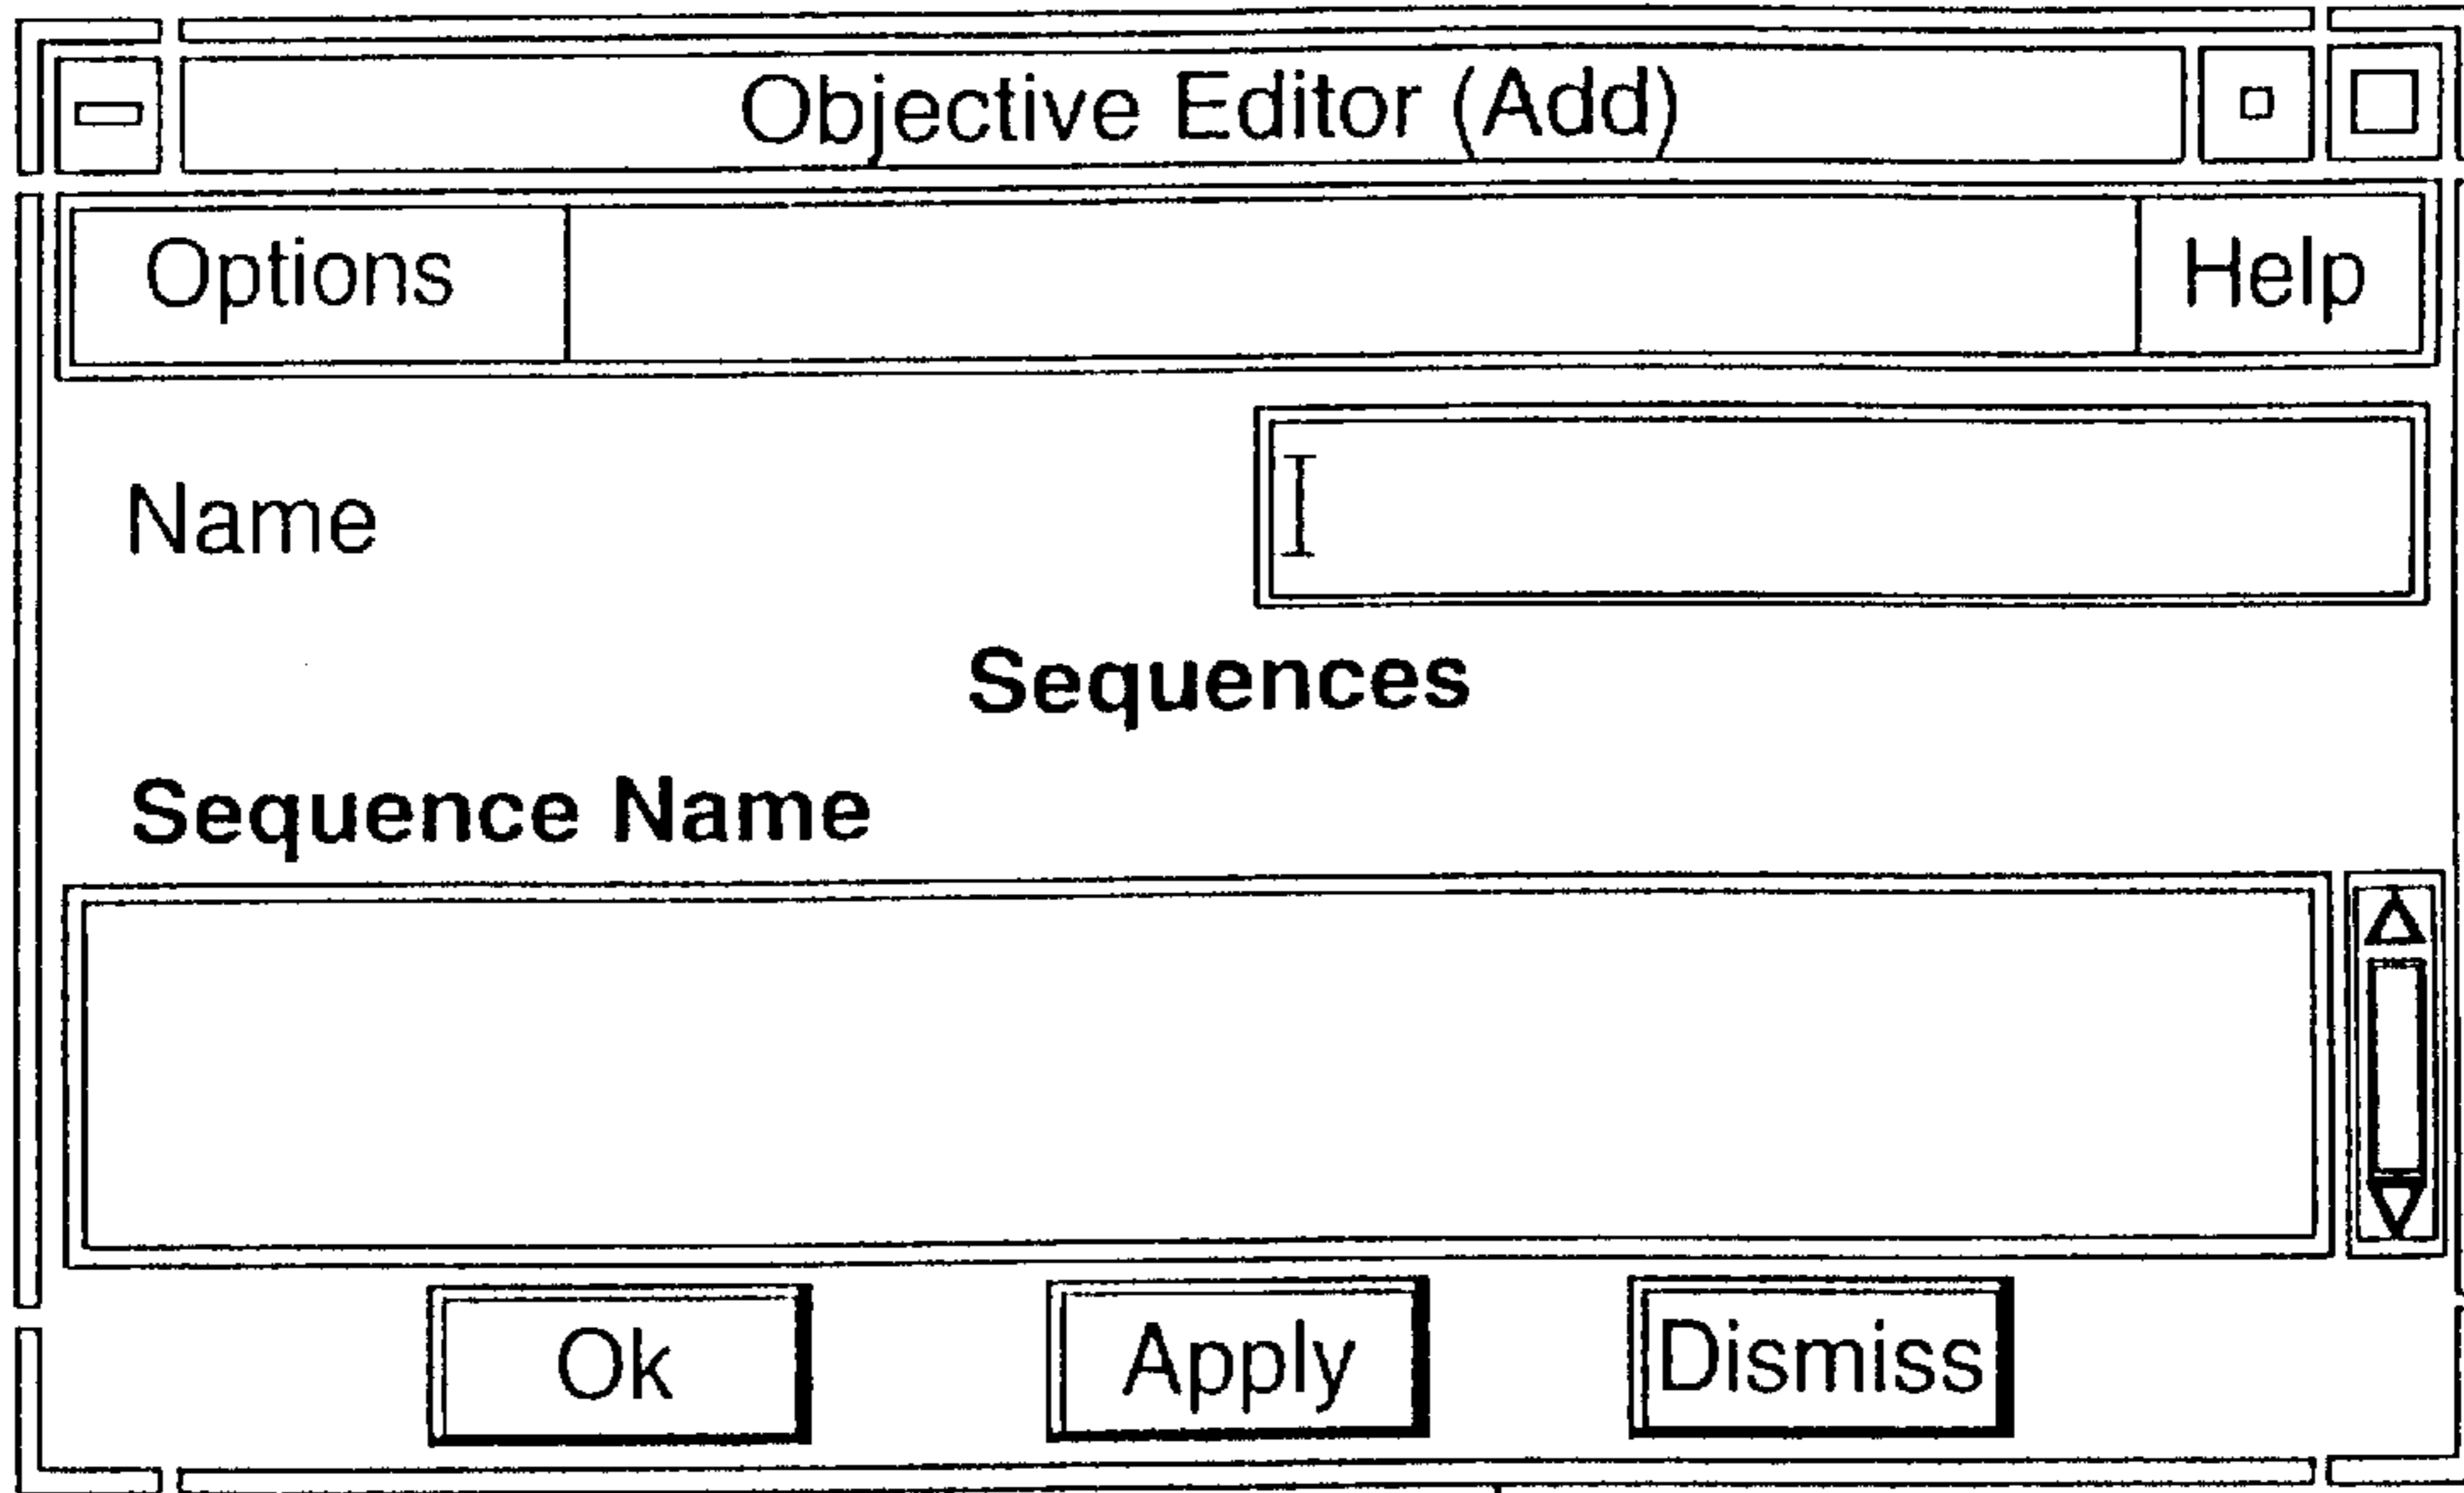 Objective Editor (Add)
Options Help
Name
Sequences
Sequence Name
Ok Apply Dismiss